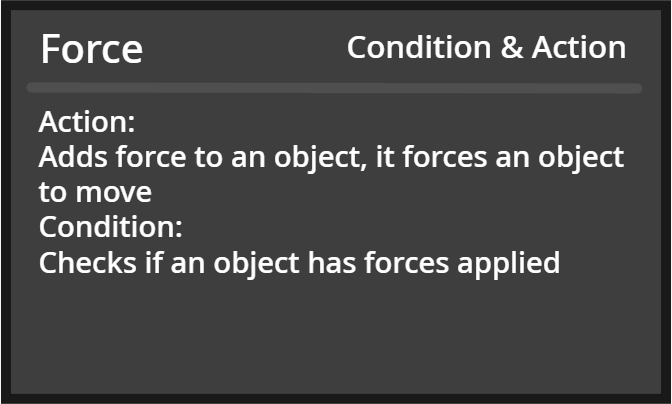 Force
Condition & Action
Action:
Adds force to an object, it forces an object
to move
Condition:
Checks if an object has forces applied